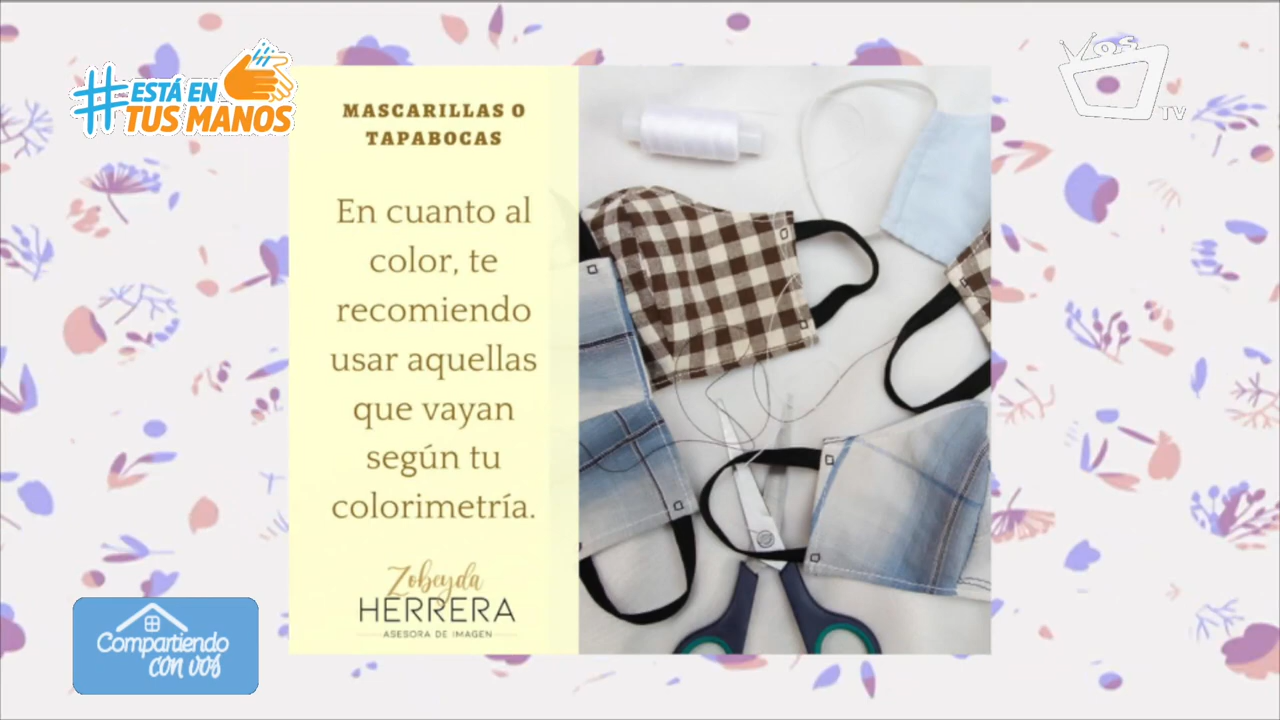 #ESTÁ EN
TUS MANOS
VOS
TV
MASCARILLAS O
TAPABOCAS
En cuanto al
color, te
recomiendo
usar aquellas
que vayan
según tu
colorimetría.
Zobeyda
HERRERA
ASESORA DE IMAGEN
Compartiendo
con vos